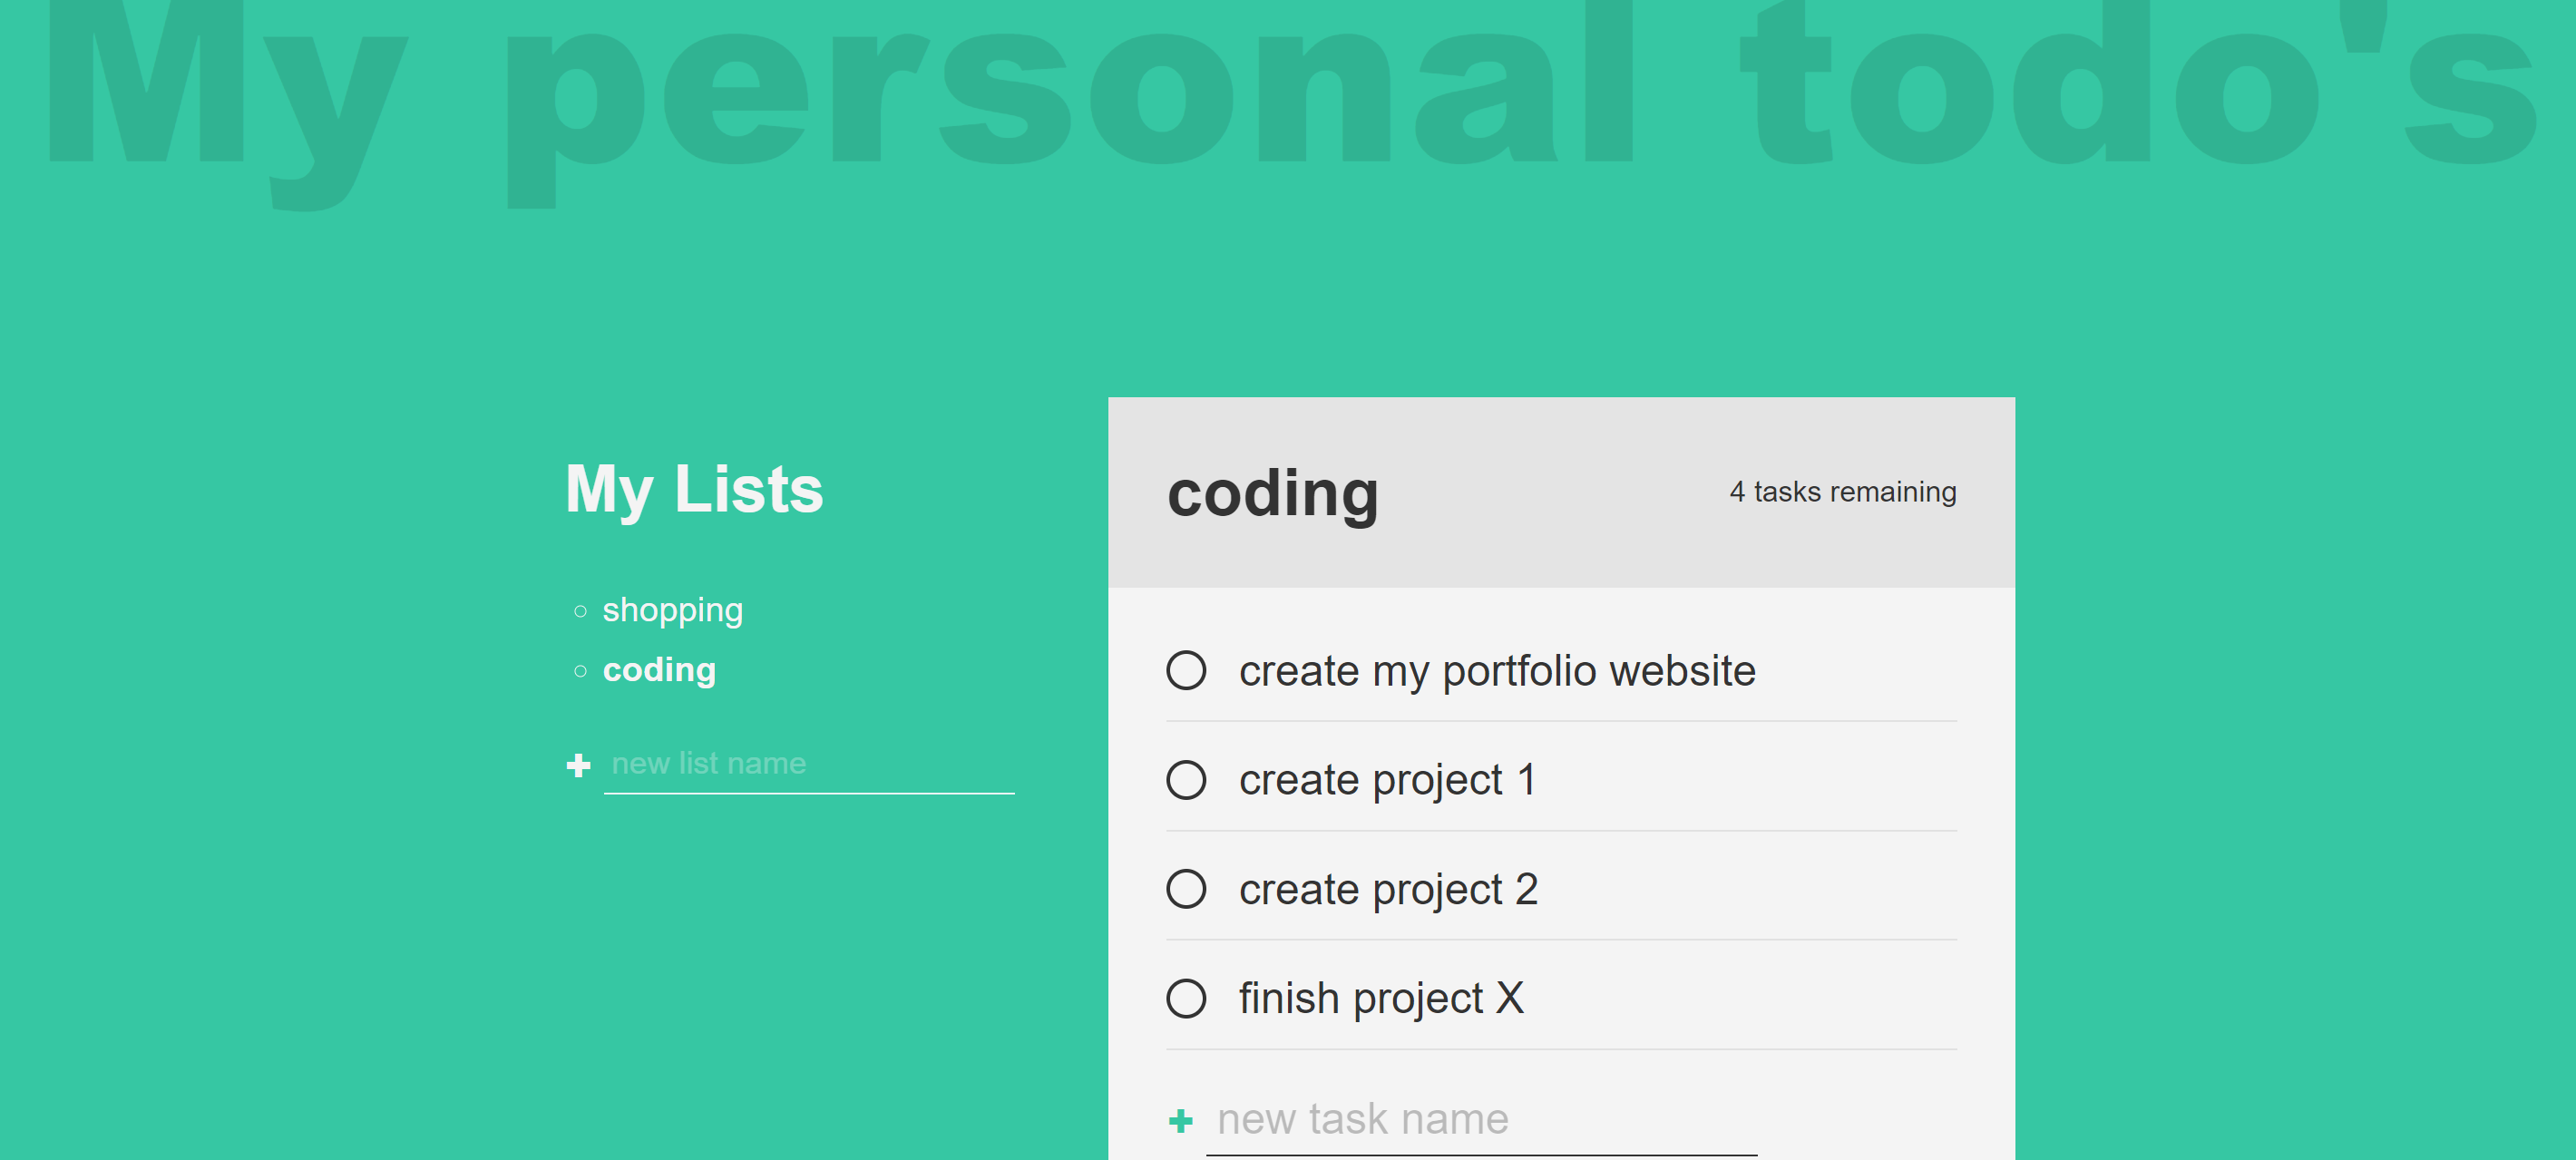 My personal todo's
My Lists
shopping
coding
new list name
coding
4 tasks remaining
create my portfolio website
create project 1
create project 2
finish project X
new task name